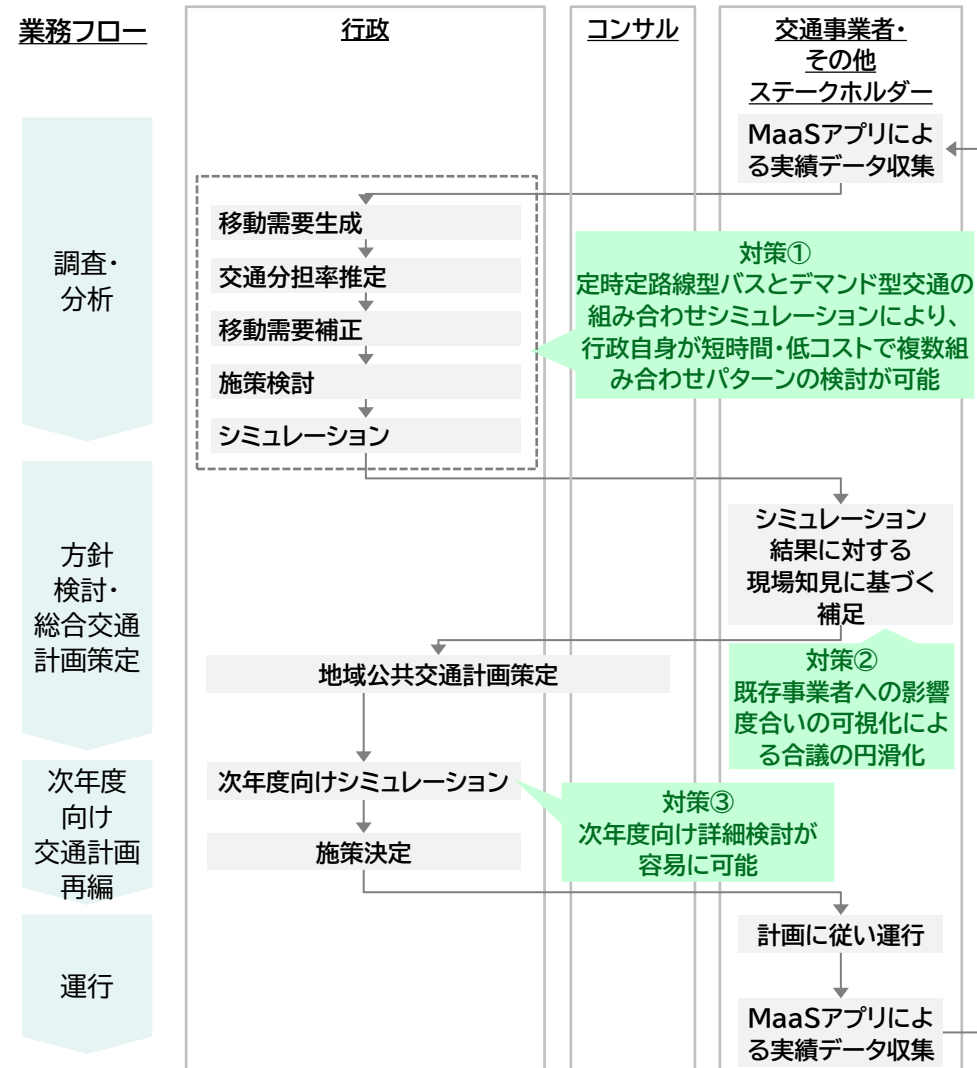 業務フロー
行政
コンサル
交通事業者・
その他
ステークホルダー
調査・
分析
MaaSアプリによ
る実績データ収集
移動需要生成
交通分担率推定
移動需要補正
施策検討
シミュレーション
対策①
定時定路線型バスとデマンド型交通の
組み合わせシミュレーションにより、
行政自身が短時間・低コストで複数組
み合わせパターンの検討が可能
方針
検討・
総合交通
計画策定
シミュレーション
結果に対する
現場知見に基づく
補足
地域公共交通計画策定
対策②
既存事業者への影響
度合いの可視化によ
る合議の円滑化
次年度
向け
交通計画
再編
次年度向けシミュレーション
施策決定
対策③
次年度向け詳細検討が
容易に可能
運行
計画に従い運行
MaaSアプリによ
る実績データ収集